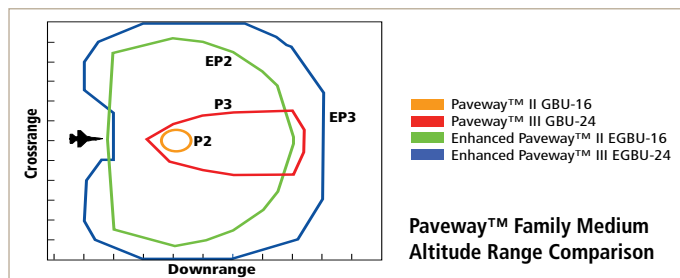 EP2
P3
EP3
P2
Crossrange
Downrange
Paveway™ II GBU-16
Paveway™ III GBU-24
Enhanced Paveway™ II EGBU-16
Enhanced Paveway™ III EGBU-24
Paveway™ Family Medium
Altitude Range Comparison